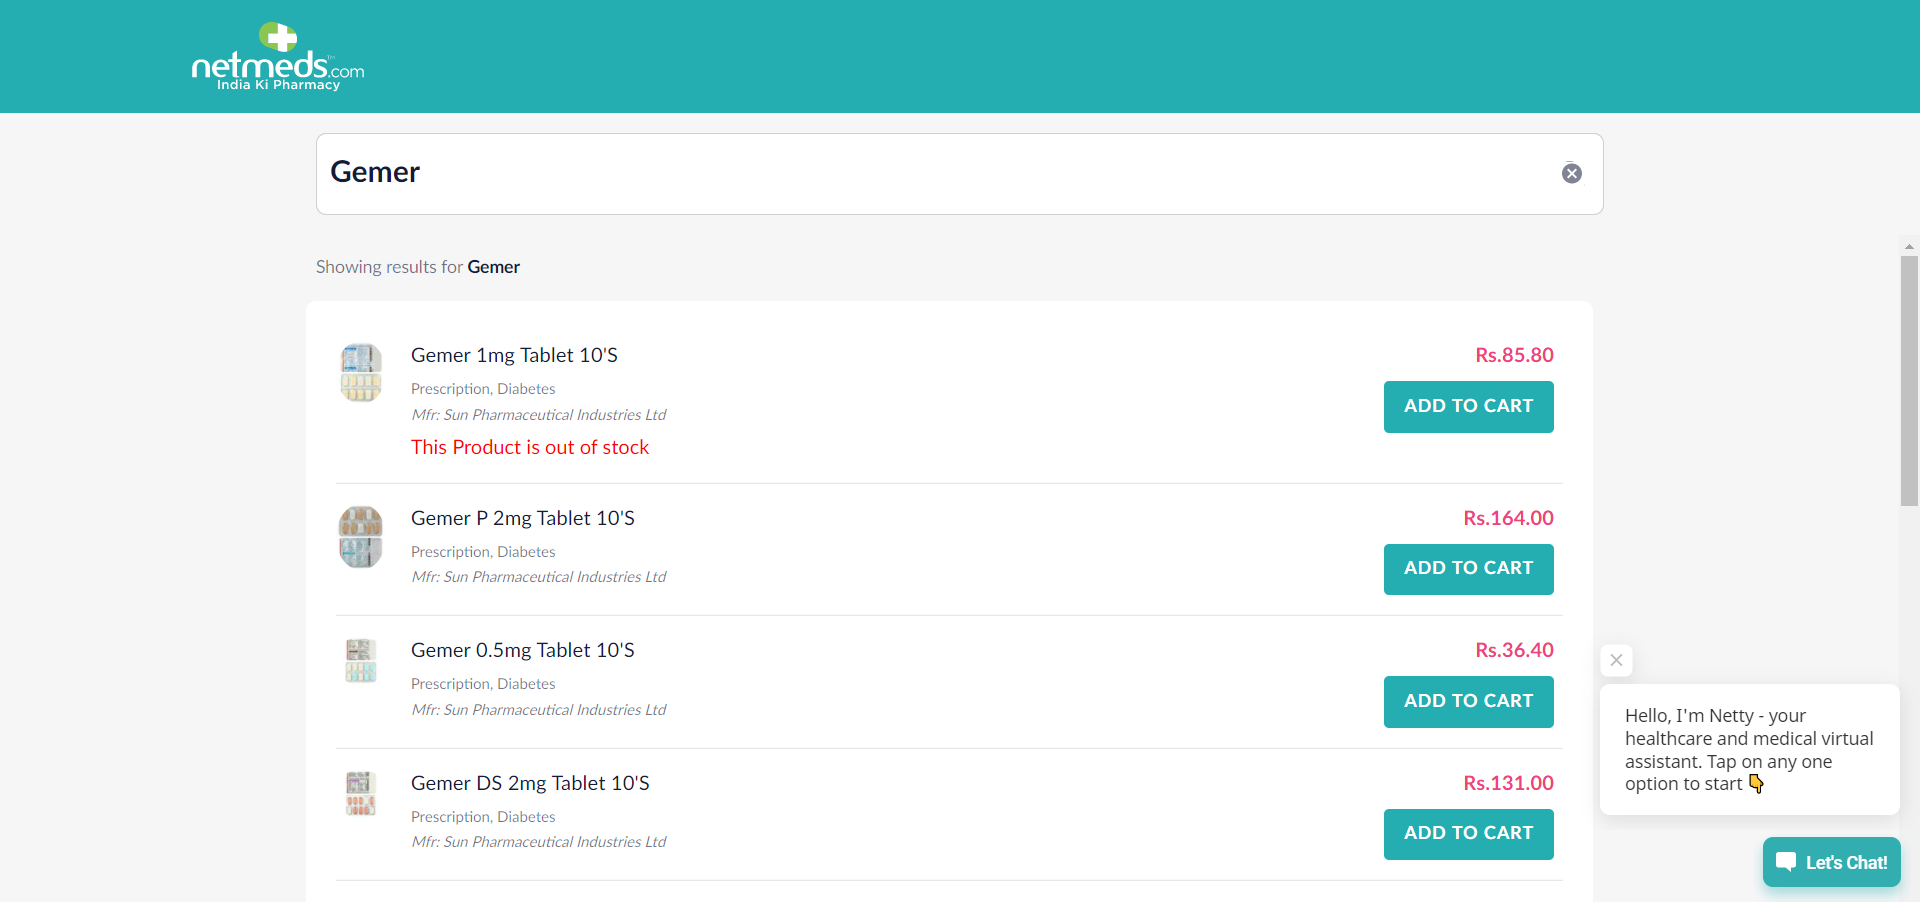 netmeds.com
India Ki Pharmacy
Gemer
Showing results for Gemer
Gemer 1mg Tablet 10'S
Rs.85.80
Prescription, Diabetes
ADD TO CART
Mfr: Sun Pharmaceutical Industries Ltd
This Product is out of stock
Gemer P 2mg Tablet 10'S
Rs.164.00
Prescription, Diabetes
ADD TO CART
Mfr: Sun Pharmaceutical Industries Ltd
Gemer 0.5mg Tablet 10'S
Rs.36.40
Prescription, Diabetes
ADD TO CART
Mfr: Sun Pharmaceutical Industries Ltd
Gemer DS 2mg Tablet 10'S
Rs.131.00
Prescription, Diabetes
ADD TO CART
Mfr: Sun Pharmaceutical Industries Ltd
Hello, I'm Netty - your
healthcare and medical virtual
assistant. Tap on any one
option to start 👇
Let's Chat!